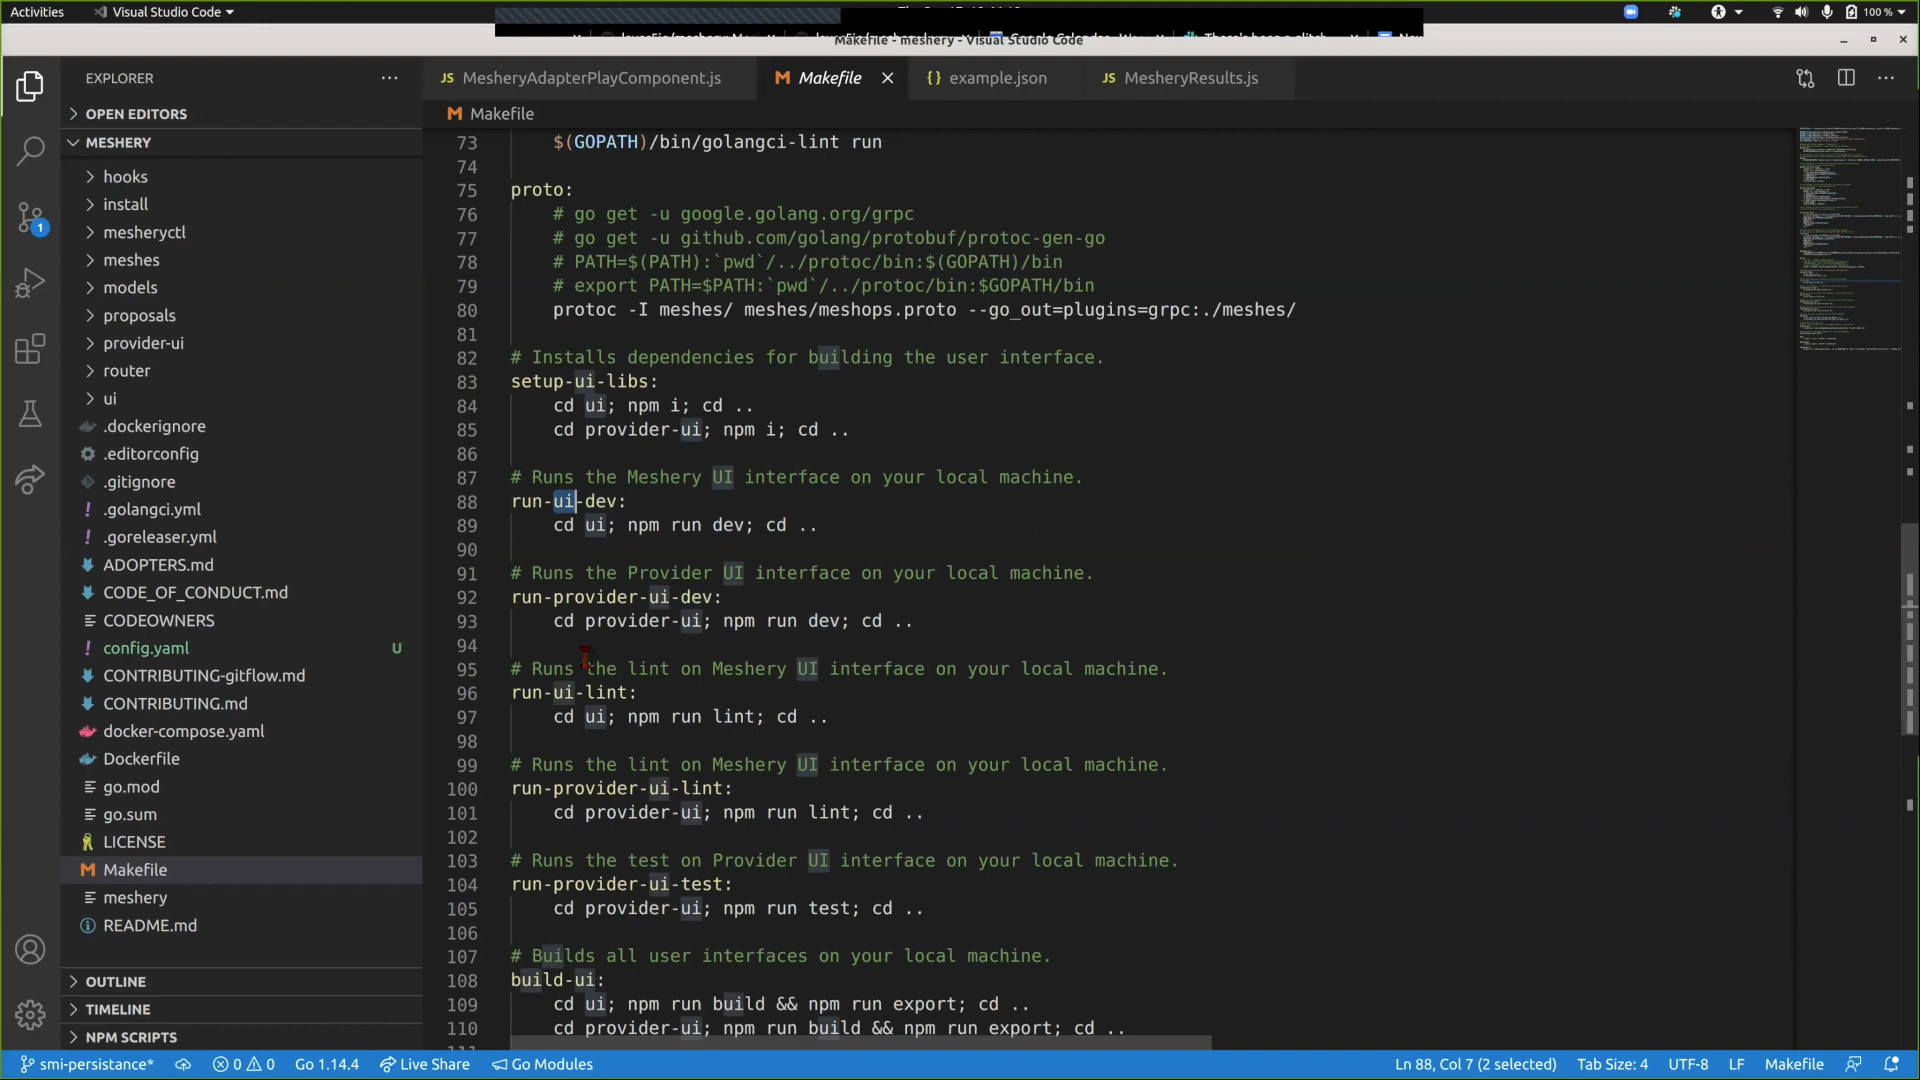 Activities
Visual Studio Code
100 %
Makefile - meshery - Visual Studio Code
EXPLORER
JS MesheryAdapterPlayComponent.js
M Makefile
{} example.json
JS MesheryResults.js
OPEN EDITORS
M Makefile
MESHERY
hooks
install
mesheryctl
meshes
models
proposals
provider-ui
router
ui
.dockerignore
.editorconfig
.gitignore
! .golangci.yml
! .goreleaser.yml
ADOPTERS.md
CODE_OF_CONDUCT.md
CODEOWNERS
! config.yaml U
CONTRIBUTING-gitflow.md
CONTRIBUTING.md
docker-compose.yaml
Dockerfile
go.mod
go.sum
LICENSE
M Makefile
meshery
README.md
OUTLINE
TIMELINE
NPM SCRIPTS
1
73 $(GOPATH)/bin/golangci-lint run
74
75 proto:
76 # go get -u google.golang.org/grpc
77 # go get -u github.com/golang/protobuf/protoc-gen-go
78 # PATH=$(PATH):`pwd`/../protoc/bin:$(GOPATH)/bin
79 # export PATH=$PATH:`pwd`/../protoc/bin:$GOPATH/bin
80 protoc -I meshes/ meshes/meshops.proto --go_out=plugins=grpc:./meshes/
81
82 # Installs dependencies for building the user interface.
83 setup-ui-libs:
84 cd ui; npm i; cd ..
85 cd provider-ui; npm i; cd ..
86
87 # Runs the Meshery UI interface on your local machine.
88 run-ui-dev:
89 cd ui; npm run dev; cd ..
90
91 # Runs the Provider UI interface on your local machine.
92 run-provider-ui-dev:
93 cd provider-ui; npm run dev; cd ..
94
95 # Runs the lint on Meshery UI interface on your local machine.
96 run-ui-lint:
97 cd ui; npm run lint; cd ..
98
99 # Runs the lint on Meshery UI interface on your local machine.
100 run-provider-ui-lint:
101 cd provider-ui; npm run lint; cd ..
102
103 # Runs the test on Provider UI interface on your local machine.
104 run-provider-ui-test:
105 cd provider-ui; npm run test; cd ..
106
107 # Builds all user interfaces on your local machine.
108 build-ui:
109 cd ui; npm run build && npm run export; cd ..
110 cd provider-ui; npm run build && npm run export; cd ..
smi-persistance* 0 0 Go 1.14.4 Live Share Go Modules
Ln 88, Col 7 (2 selected) Tab Size: 4 UTF-8 LF Makefile